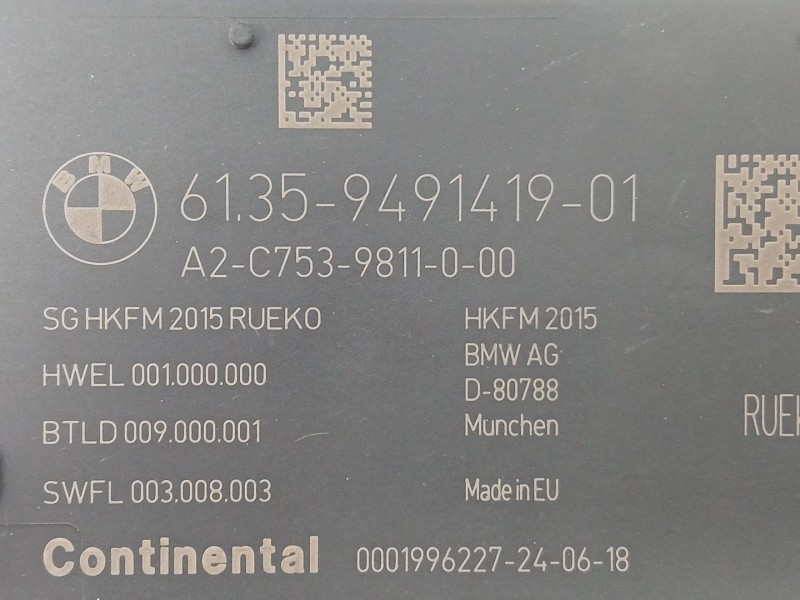 BMW
61.35-9491419-01
A2-C753-9811-0-00
SG HKFM 2015 RUEKO
HWEL 001.000.000
BTLD 009.000.001
SWFL 003.008.003
HKFM 2015
BMW AG
D-80788
München
Made in EU
Continental 0001996227-24-06-18